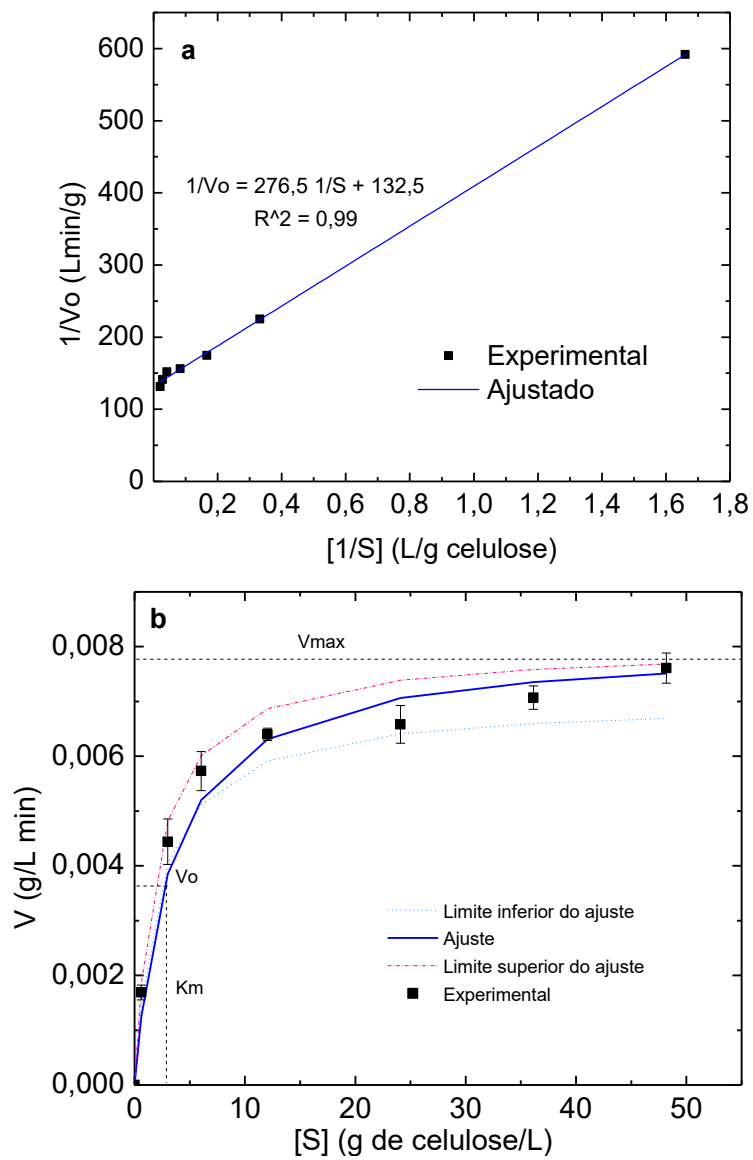 a
600
500
400
300
200
100
0
1/Vo (Lmin/g)
1/Vo = 276,5 1/S + 132,5
R^2 = 0,99
Experimental
Ajustado
0,2 0,4 0,6 0,8 1,0 1,2 1,4 1,6 1,8
[1/S] (L/g celulose)
b
Vmax
0,008
0,006
0,004
0,002
0,000
V (g/L min)
Vo
Km
Limite inferior do ajuste
Ajuste
Limite superior do ajuste
Experimental
0 10 20 30 40 50
[S] (g de celulose/L)